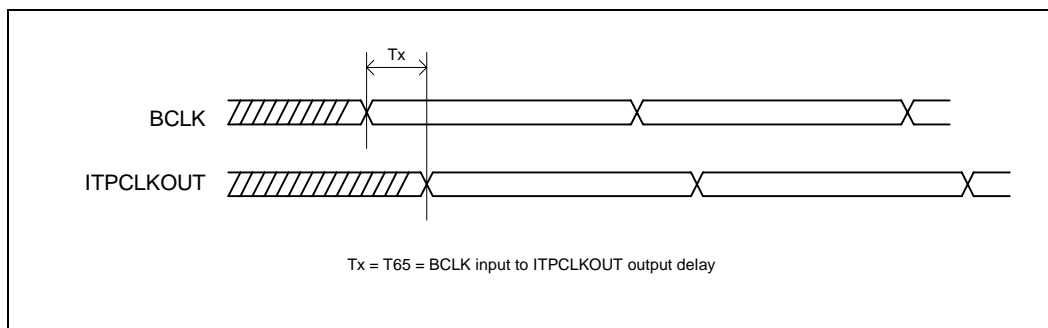 Tx
BCLK
ITPCLKOUT
Tx = T65 = BCLK input to ITPCLKOUT output delay